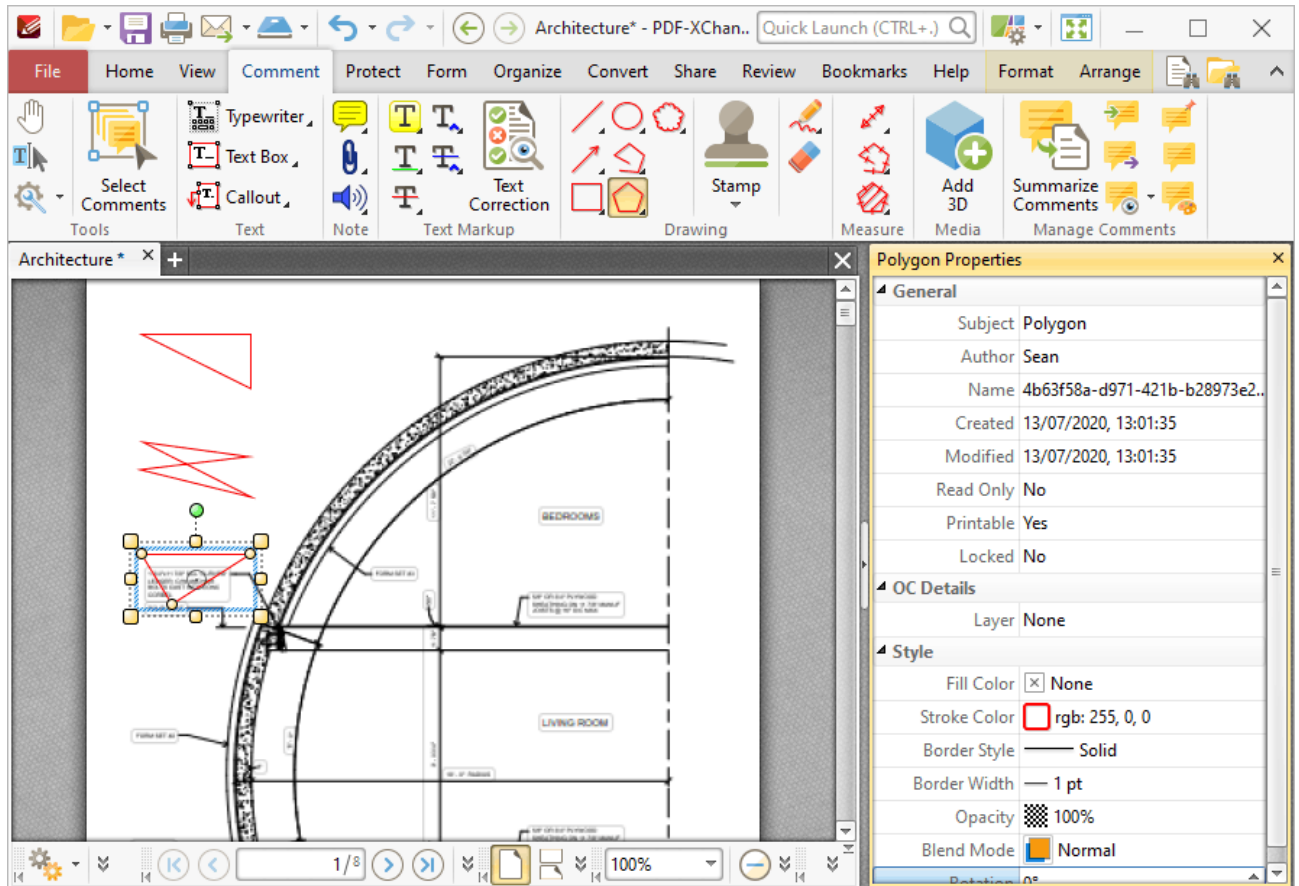 Architecture* - PDF-XChan..
Quick Launch (CTRL+.)
File Home View Comment Protect Form Organize Convert Share Review Bookmarks Help Format Arrange
Typewriter
Text Box
Callout
Select
Comments
Text
Correction
Stamp
Add
3D
Summarize
Comments
Tools Text Note Text Markup Drawing Measure Media Manage Comments
Architecture *
Polygon Properties
General
Subject Polygon
Author Sean
Name 4b63f58a-d971-421b-b28973e2..
Created 13/07/2020, 13:01:35
Modified 13/07/2020, 13:01:35
Read Only No
Printable Yes
Locked No
OC Details
Layer None
Style
Fill Color None
Stroke Color rgb: 255, 0, 0
Border Style Solid
Border Width 1 pt
Opacity 100%
Blend Mode Normal
Rotation 0°
BEDROOMS
LIVING ROOM
1/8
100%